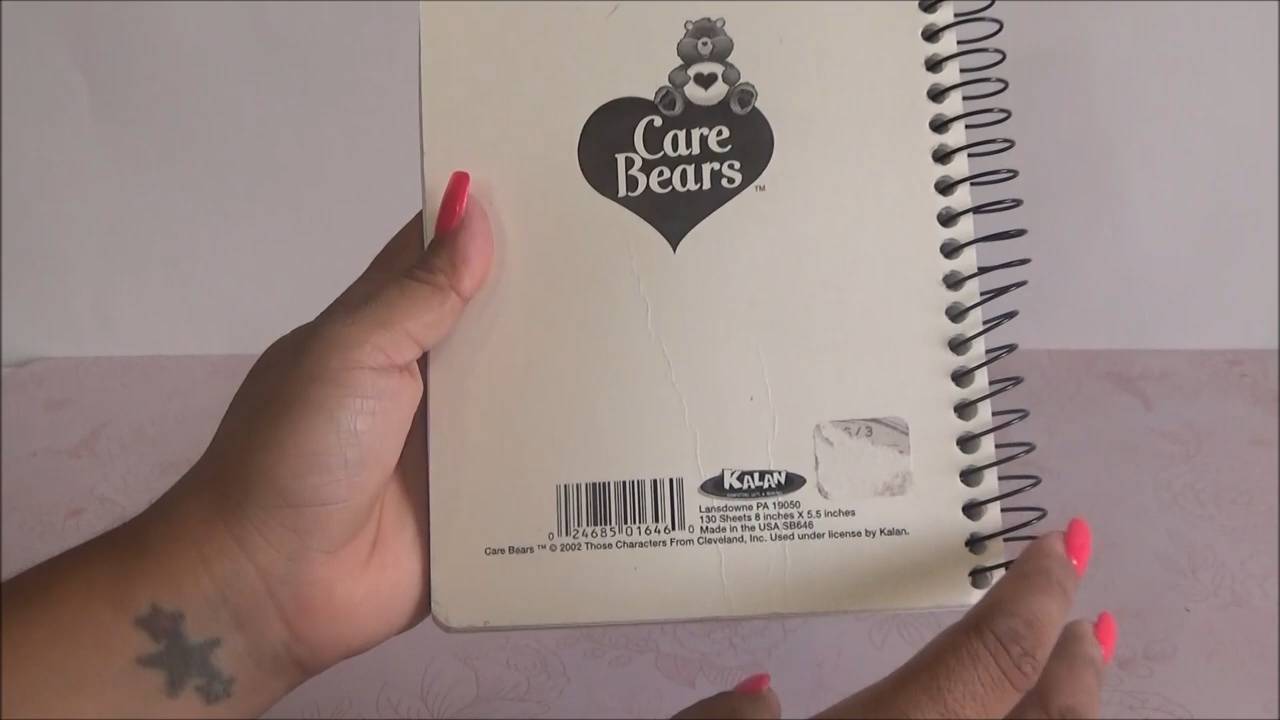 Care
Bears
TM
/3
KALAN
Lansdowne PA 19050
130 Sheets 8 inches X 5.5 inches
Made in the USA SB646
0 24685 01646 0
Care Bears ™ © 2002 Those Characters From Cleveland, Inc. Used under license by Kalan.